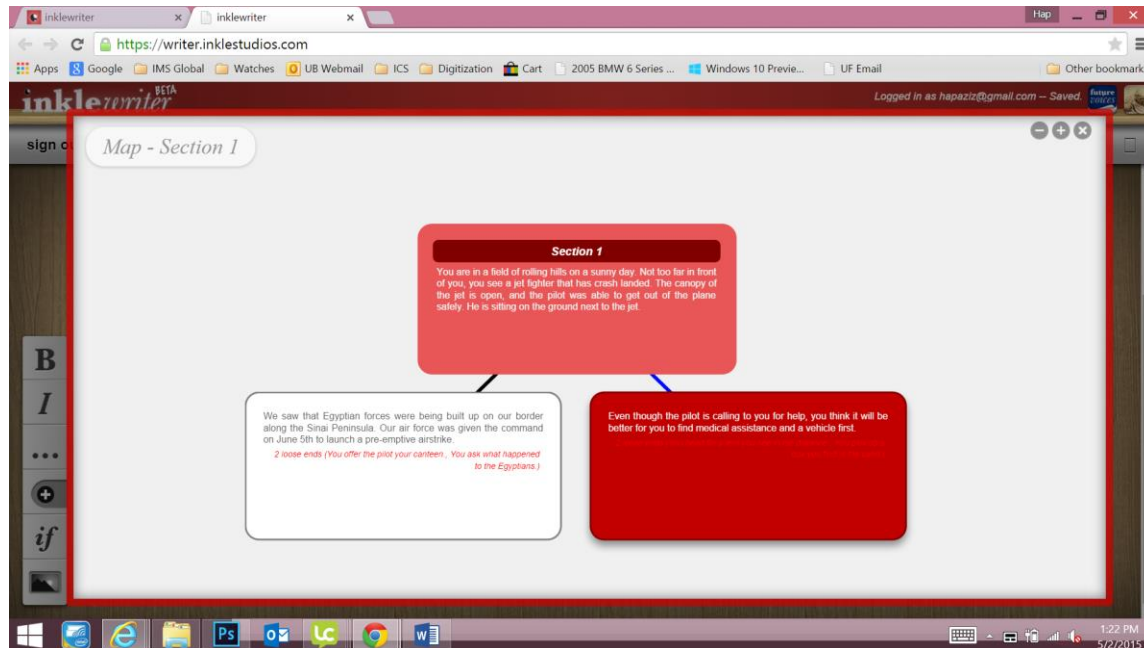 inklewriter
inklewriter
Hap
https://writer.inklestudios.com
Apps
Google
IMS Global
Watches
UB Webmail
ICS
Digitization
Cart
2005 BMW 6 Series ...
Windows 10 Previe...
UF Email
Other bookmark
inklewriter BETA
Logged in as hapaziz@gmail.com -- Saved.
future voices
sign o
Map - Section 1
Section 1
You are in a field of rolling hills on a sunny day. Not too far in front
of you, you see a jet fighter that has crash landed. The canopy of
the jet is open, and the pilot was able to get out of the plane
safely. He is sitting on the ground next to the jet.
We saw that Egyptian forces were being built up on our border
along the Sinai Peninsula. Our air force was given the command
on June 5th to launch a pre-emptive airstrike.
2 loose ends (You offer the pilot your canteen , You ask what happened
to the Egyptians.)
Even though the pilot is calling to you for help, you think it will be
better for you to find medical assistance and a vehicle first.
B
I
...
if
Ps
LC
1:22 PM
5/2/2015